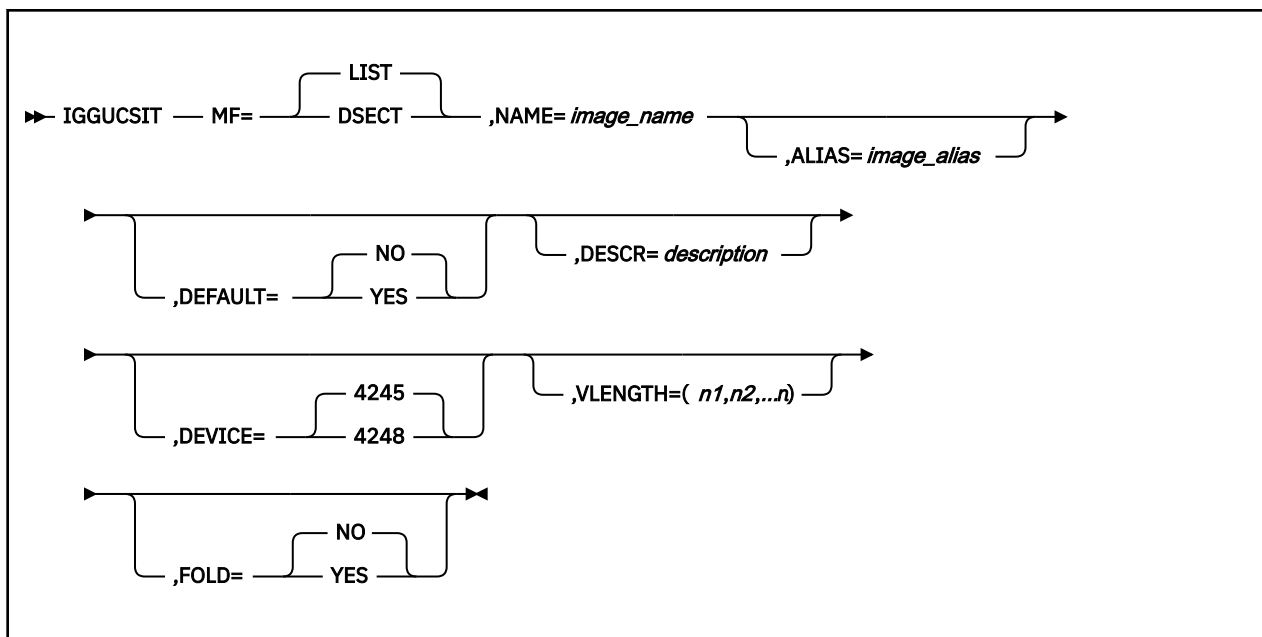 LIST
IGGUCSIT MF= DSECT ,NAME= image_name
,ALIAS= image_alias
NO
,DESCR= description
,DEFAULT= YES
4245
,VLENGTH=( n1,n2,...n)
,DEVICE= 4248
NO
,FOLD= YES